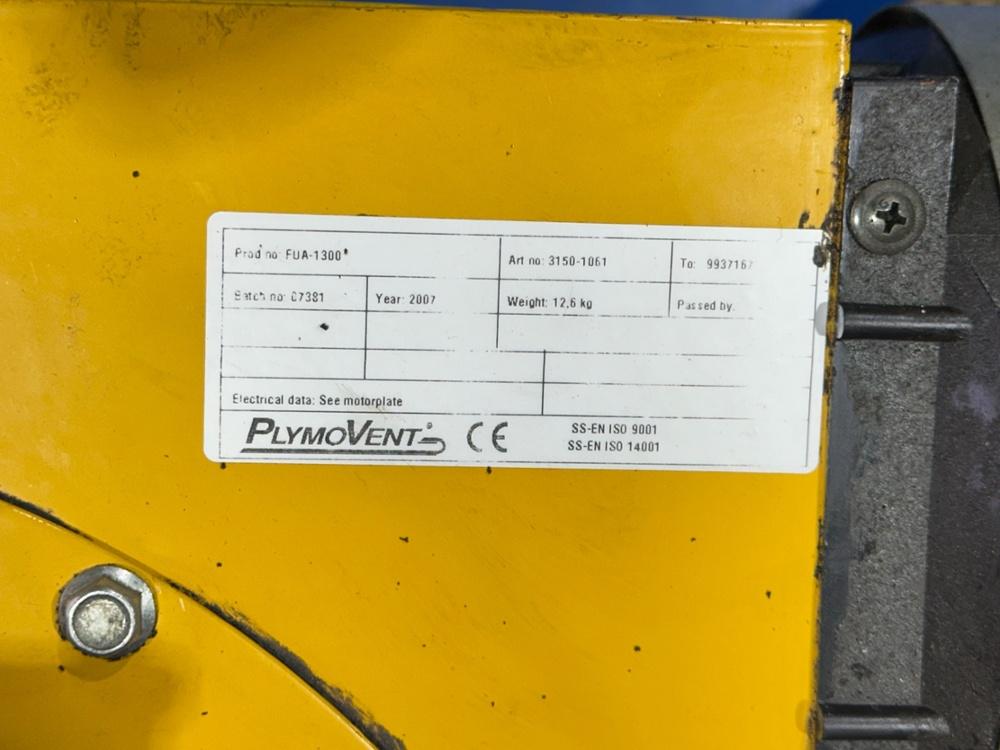 Prod no: FUA-1300*
Art no: 3150-1061
To: 9937167
Batch no: 07381
Year: 2007
Weight: 12,6 kg
Passed by:
Electrical data: See motorplate
PLYMOVENT
CE
SS-EN ISO 9001
SS-EN ISO 14001